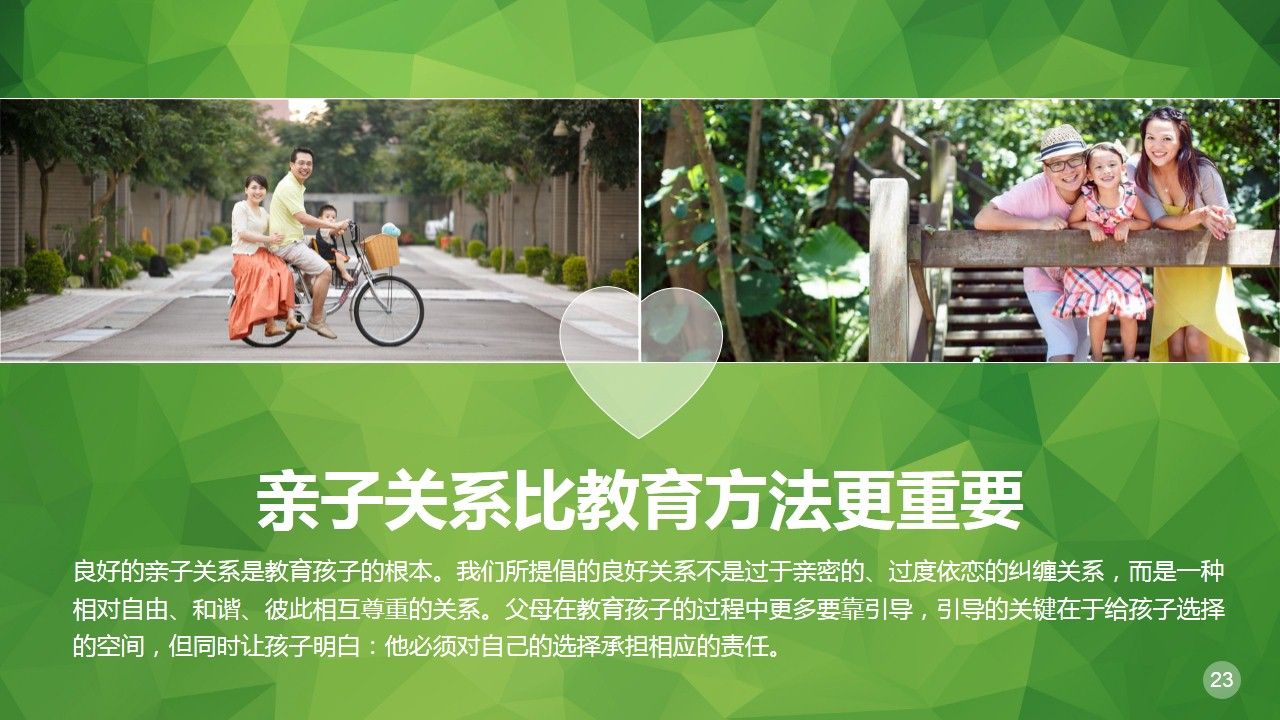 亲子关系比教育方法更重要
良好的亲子关系是教育孩子的根本。我们所提倡的良好关系不是过于亲密的、过度依恋的纠缠关系，而是一种
相对自由、和谐、彼此相互尊重的关系。父母在教育孩子的过程中更多要靠引导，引导的关键在于给孩子选择
的空间，但同时让孩子明白：他必须对自己的选择承担相应的责任。
23